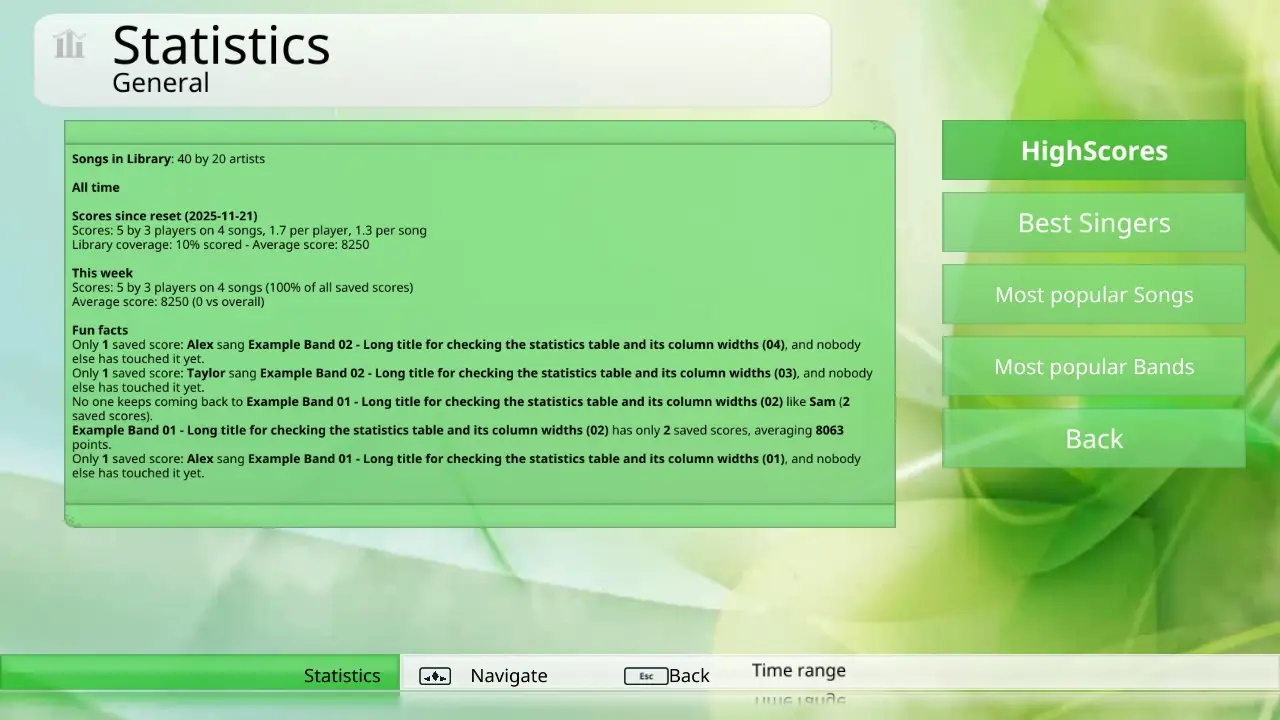 Statistics
General
Songs in Library: 40 by 20 artists
All time
Scores since reset (2025-11-21)
Scores: 5 by 3 players on 4 songs, 1.7 per player, 1.3 per song
Library coverage: 10% scored - Average score: 8250
This week
Scores: 5 by 3 players on 4 songs (100% of all saved scores)
Average score: 8250 (0 vs overall)
Fun facts
Only 1 saved score: Alex sang Example Band 02 - Long title for checking the statistics table and its column widths (04), and nobody
else has touched it yet.
Only 1 saved score: Taylor sang Example Band 02 - Long title for checking the statistics table and its column widths (03), and nobody
else has touched it yet.
No one keeps coming back to Example Band 01 - Long title for checking the statistics table and its column widths (02) like Sam (2
saved scores).
Example Band 01 - Long title for checking the statistics table and its column widths (02) has only 2 saved scores, averaging 8063
points.
Only 1 saved score: Alex sang Example Band 01 - Long title for checking the statistics table and its column widths (01), and nobody
else has touched it yet.
HighScores
Best Singers
Most popular Songs
Most popular Bands
Back
Statistics
Navigate
Esc Back
Time range